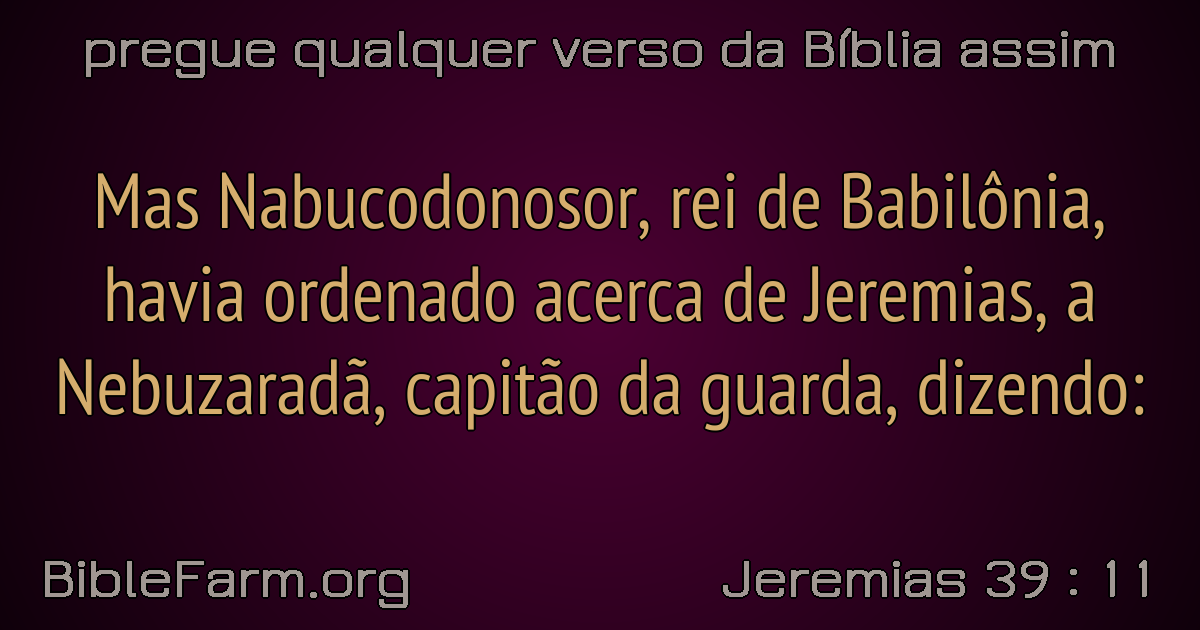 pregue qualquer verso da Bíblia assim
Mas Nabucodonosor, rei de Babilônia,
havia ordenado acerca de Jeremias, a
Nebuzaradã, capitão da guarda, dizendo:
BibleFarm.org
Jeremias 39 : 11